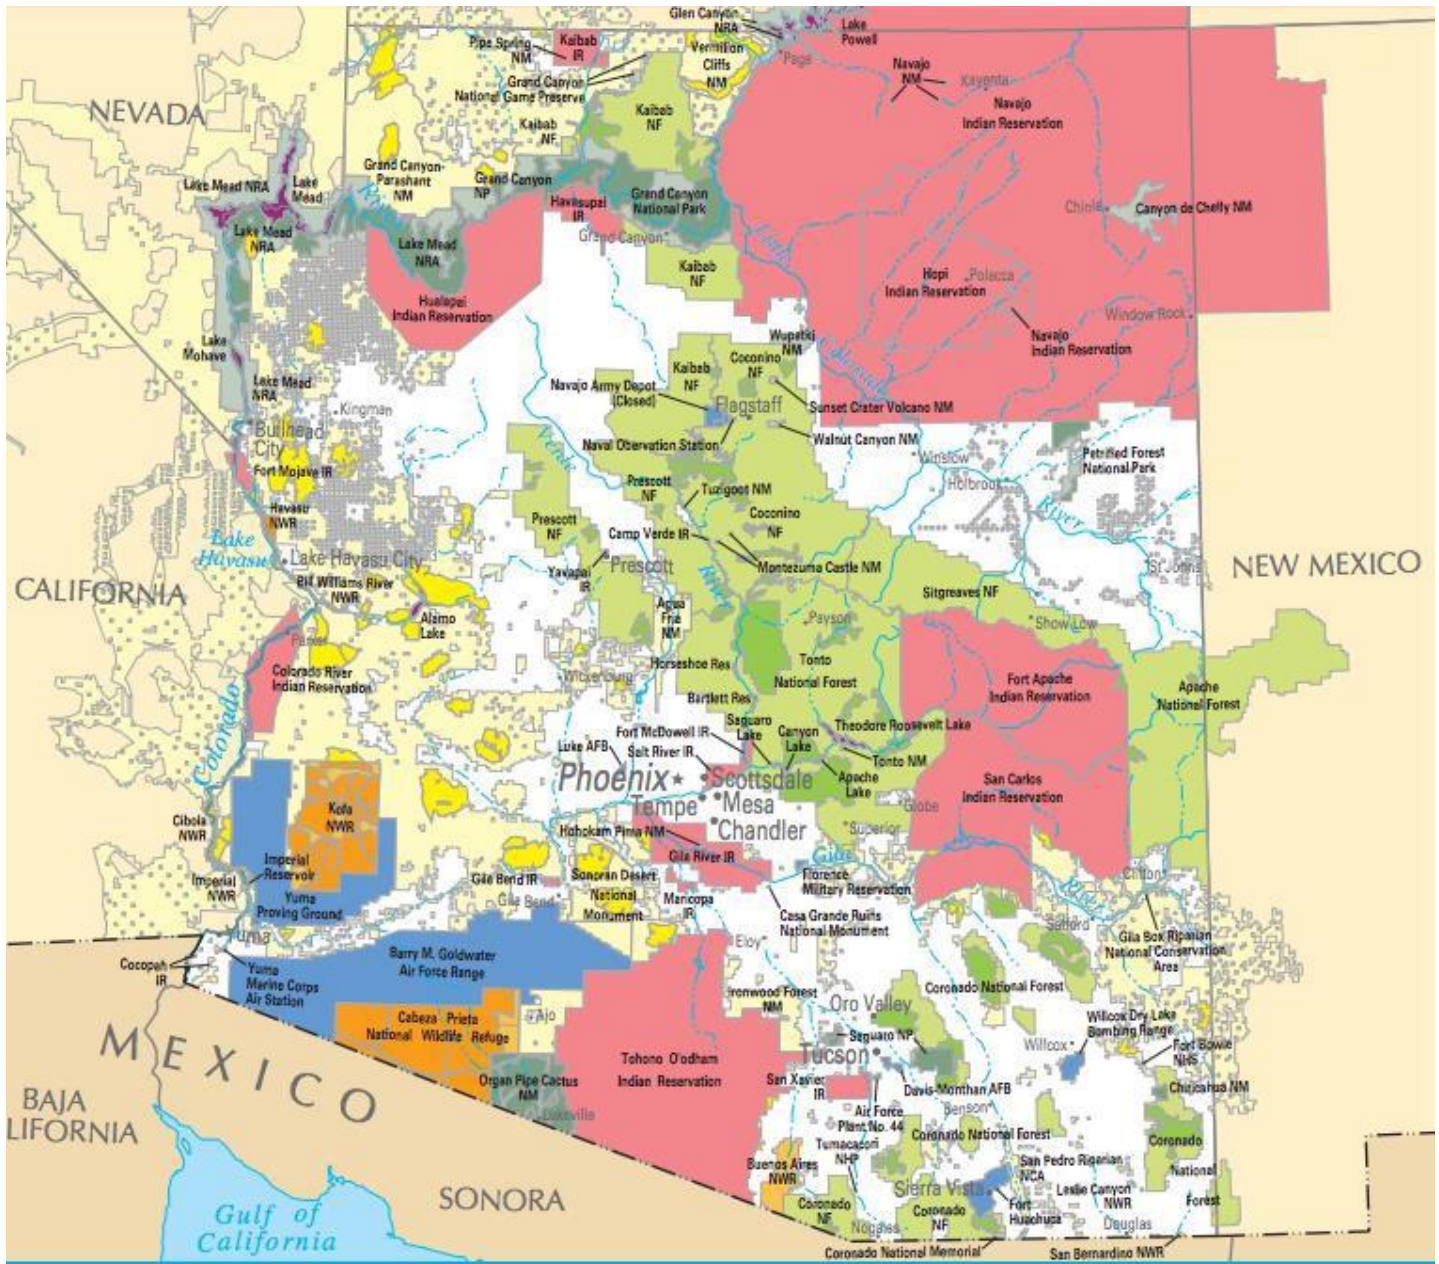 Glen Canyon
NRA
Lake
Powell
Pipe Spring
NM
Kaibab
IR
Vermilion
Cliffs
NM
Page
Navajo
NM
Kayenta
Navajo
Indian Reservation
Grand Canyon
National Game Preserve
NEVADA
Kaibab
NF
Kaibab
NF
Grand Canyon-
Parashant
NM
Grand Canyon
NP
Lake Mead NRA
Lake
Mead
River
Havasupai
IR
Grand Canyon
National Park
Chinle
Canyon de Chelly NM
Lake Mead
NRA
Lake Mead
NRA
Grand Canyon
Little
Kaibab
NF
Hopi
Indian Reservation
Polacca
Hualapai
Indian Reservation
Window Rock
Lake
Mohave
Wupatki
NM
Colorado
Navajo
Indian Reservation
Coconino
NF
Kaibab
NF
Lake Mead
NRA
Navajo Army Depot
(Closed)
Kingman
Flagstaff
Sunset Crater Volcano NM
Bullhead
City
Verde
Naval Obervation Station
Walnut Canyon NM
Winslow
Petrified Forest
National Park
Fort Mojave IR
Prescott
NF
Tuzigoot NM
Holbrook
River
Havasu
NWR
Prescott
NF
Coconino
NF
Lake
Havasu
Camp Verde IR
Lake Havasu City
Yavapai
IR
Prescott
Montezuma Castle NM
River
St Johns
NEW MEXICO
CALIFORNIA
Bill Williams River
NWR
Sitgreaves NF
Alamo
Lake
Agua
Fria
NM
Payson
Show Low
Parker
Horseshoe Res
Tonto
National Forest
Colorado River
Indian Reservation
Wickenburg
Fort Apache
Indian Reservation
Apache
National Forest
Bartlett Res
Colorado
Saguaro
Lake
Canyon
Lake
Theodore Roosevelt Lake
Fort McDowell IR
Luke AFB
Salt River IR
Tonto NM
Phoenix
Scottsdale
Apache
Lake
San Carlos
Indian Reservation
Tempe
Mesa
Globe
Kofa
NWR
Cibola
NWR
Hohokam Pima NM
Chandler
Superior
Gila River IR
Gila
Imperial
Reservoir
Imperial
NWR
Gila Bend IR
Sonoran Desert
National
Monument
Florence
Military Reservation
Clifton
River
Yuma
Proving Ground
Gila Bend
Maricopa
IR
Casa Grande Ruins
National Monument
Safford
Yuma
Eloy
Gila Box Riparian
National Conservation
Area
Cocopah
IR
Yuma
Marine Corps
Air Station
Barry M. Goldwater
Air Force Range
Ironwood Forest
NM
Oro Valley
Coronado National Forest
Cabeza Prieta
National Wildlife Refuge
Ajo
Willcox Dry Lake
Bombing Range
Saguaro NP
Willcox
Fort Bowie
NHS
MEXICO
Tohono O'odham
Indian Reservation
Tucson
Organ Pipe Cactus
NM
San Xavier
IR
Davis-Monthan AFB
Chiricahua NM
BAJA
LIFORNIA
Lukeville
Air Force
Plant No. 44
Benson
Tumacacori
NHP
Coronado National Forest
Coronado
National
Forest
Buenos Aires
NWR
San Pedro Riparian
NCA
SONORA
Sierra Vista
Leslie Canyon
NWR
Coronado
NF
Coronado
NF
Fort
Huachuca
Gulf of
California
Nogales
Douglas
Coronado National Memorial
San Bernardino NWR